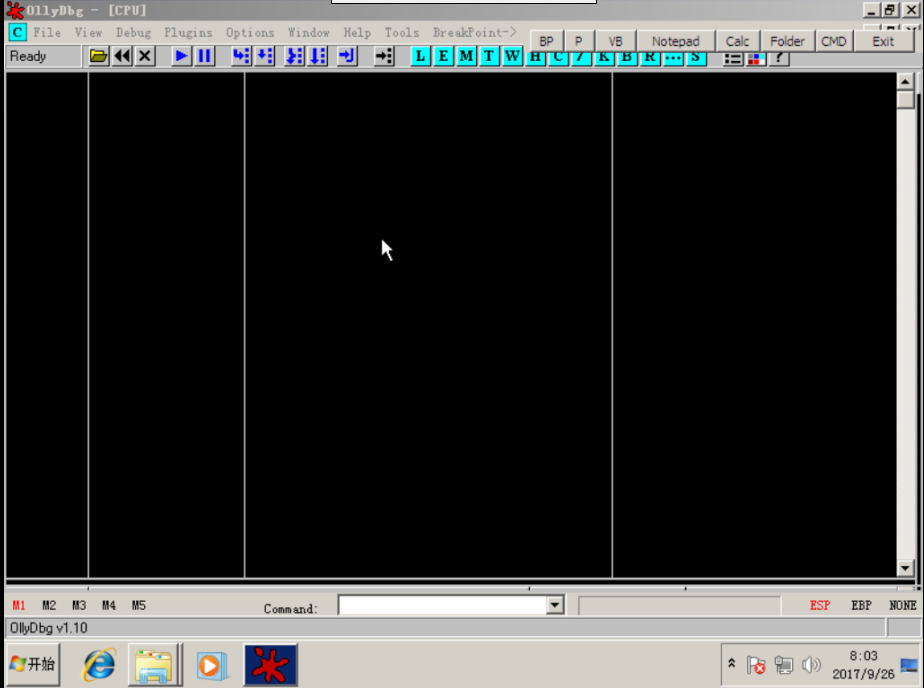 OllyDbg - [CPU]
C File View Debug Plugins Options Window Help Tools BreakPoint->
BP P VB Notepad Calc Folder CMD Exit
Ready L E M T W H C / K B R ... S ?
M1 M2 M3 M4 M5 Command: ESP EBP NONE
OllyDbg v1.10
开始
8:03
2017/9/26